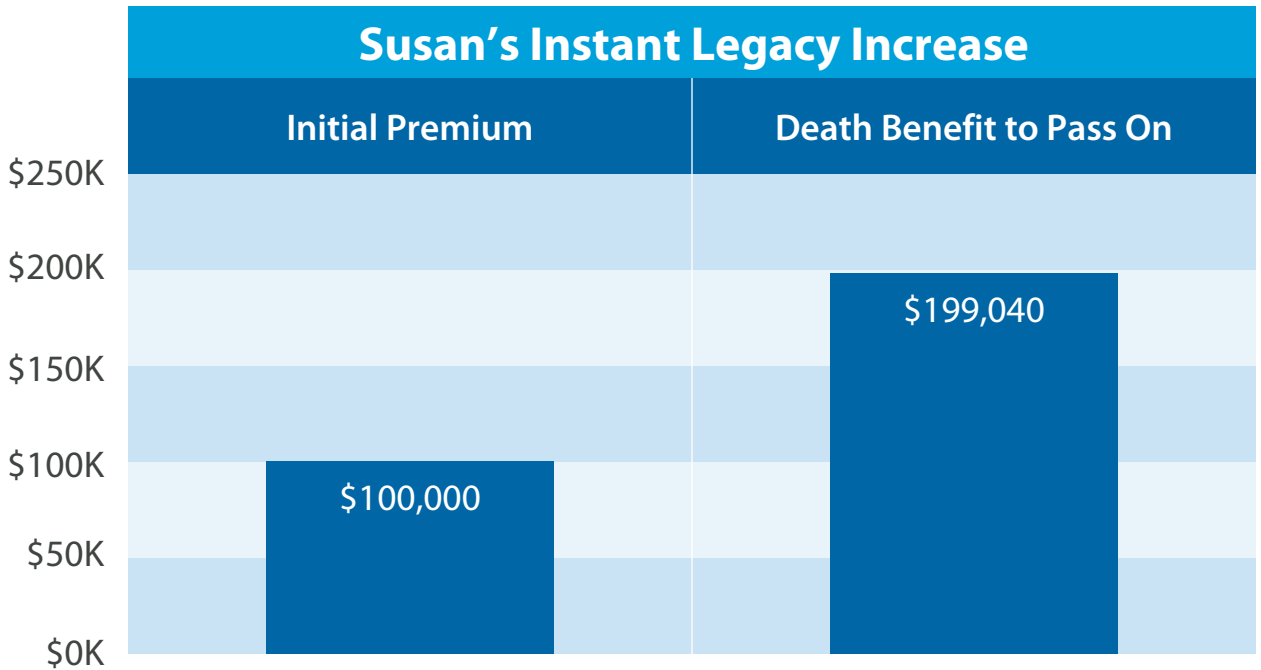 Susan’s Instant Legacy Increase
Initial Premium
Death Benefit to Pass On
$250K
$200K
$199,040
$150K
$100K
$100,000
$50K
$0K